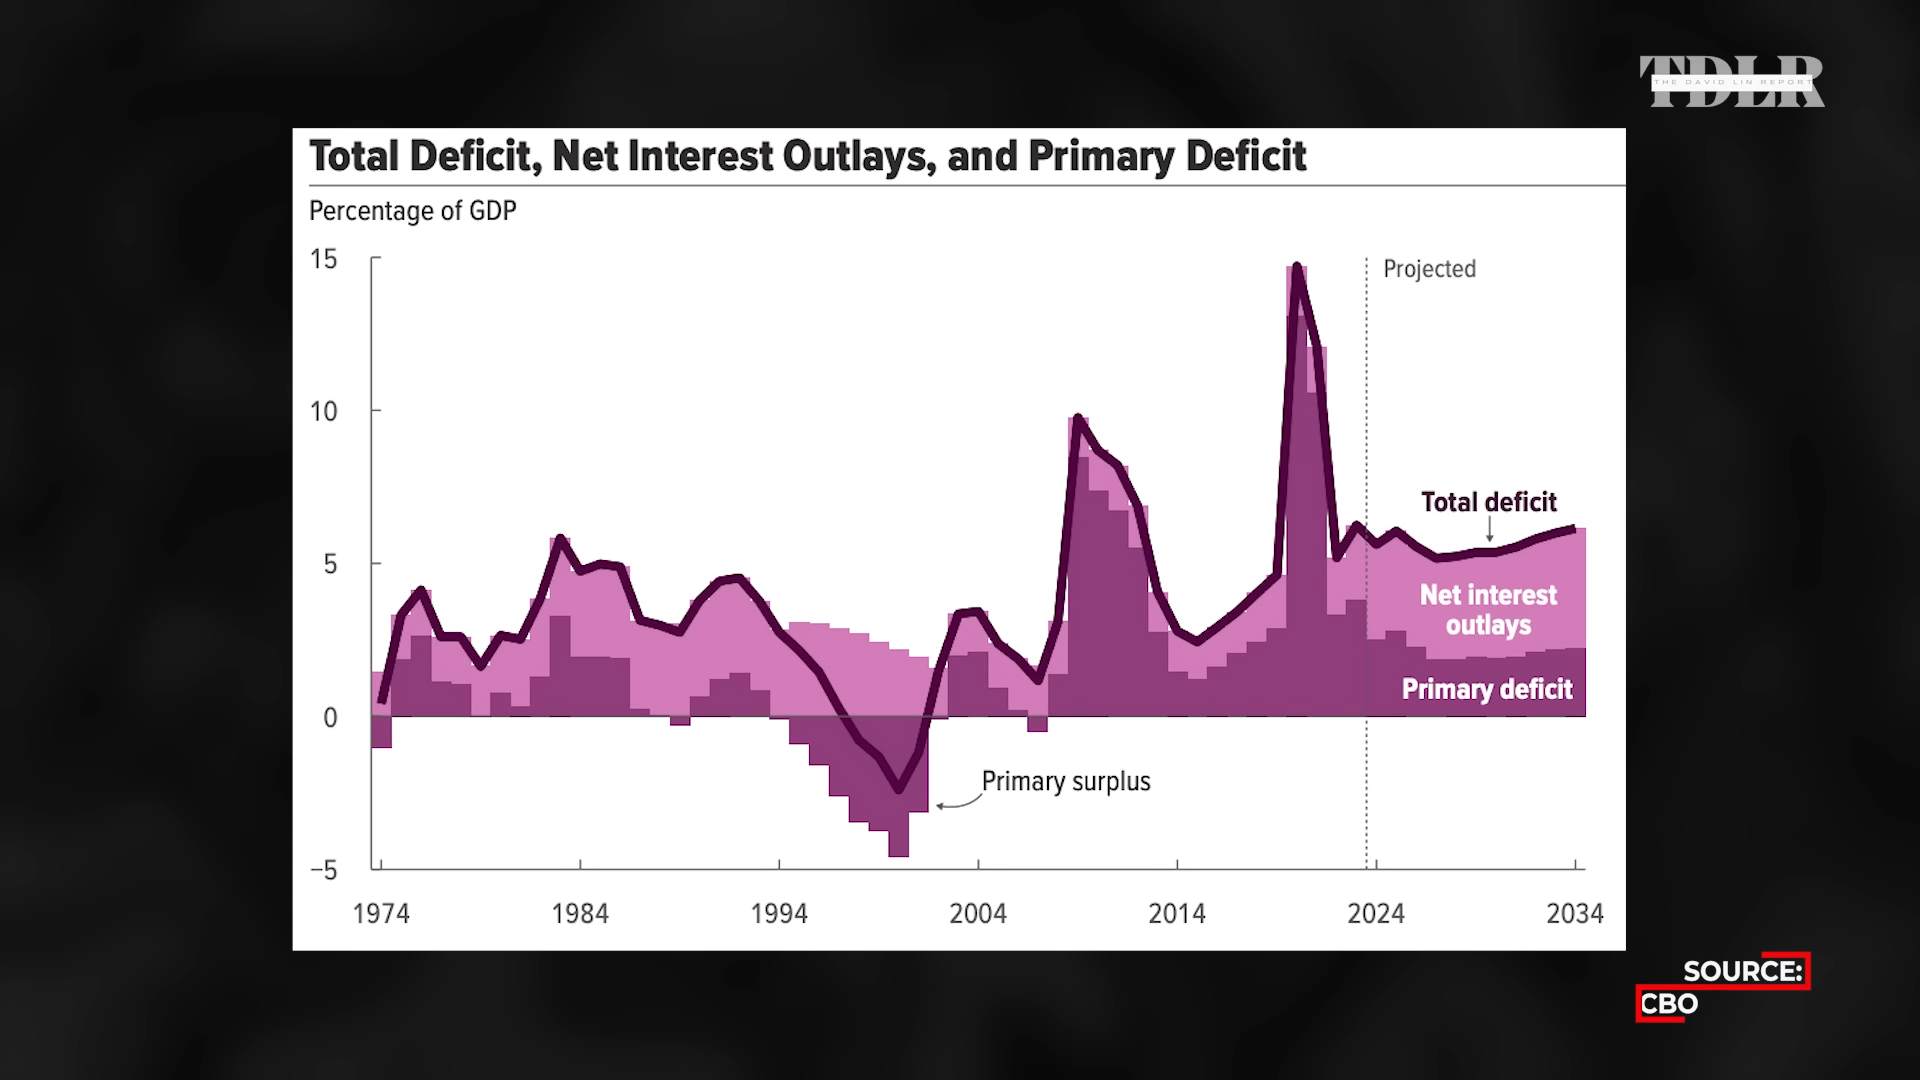 TDLR
THE DAVID LIN REPORT
Total Deficit, Net Interest Outlays, and Primary Deficit
Percentage of GDP
15
Projected
10
Total deficit
5
Net interest
outlays
Primary deficit
0
Primary surplus
−5
1974 1984 1994 2004 2014 2024 2034
SOURCE:
CBO